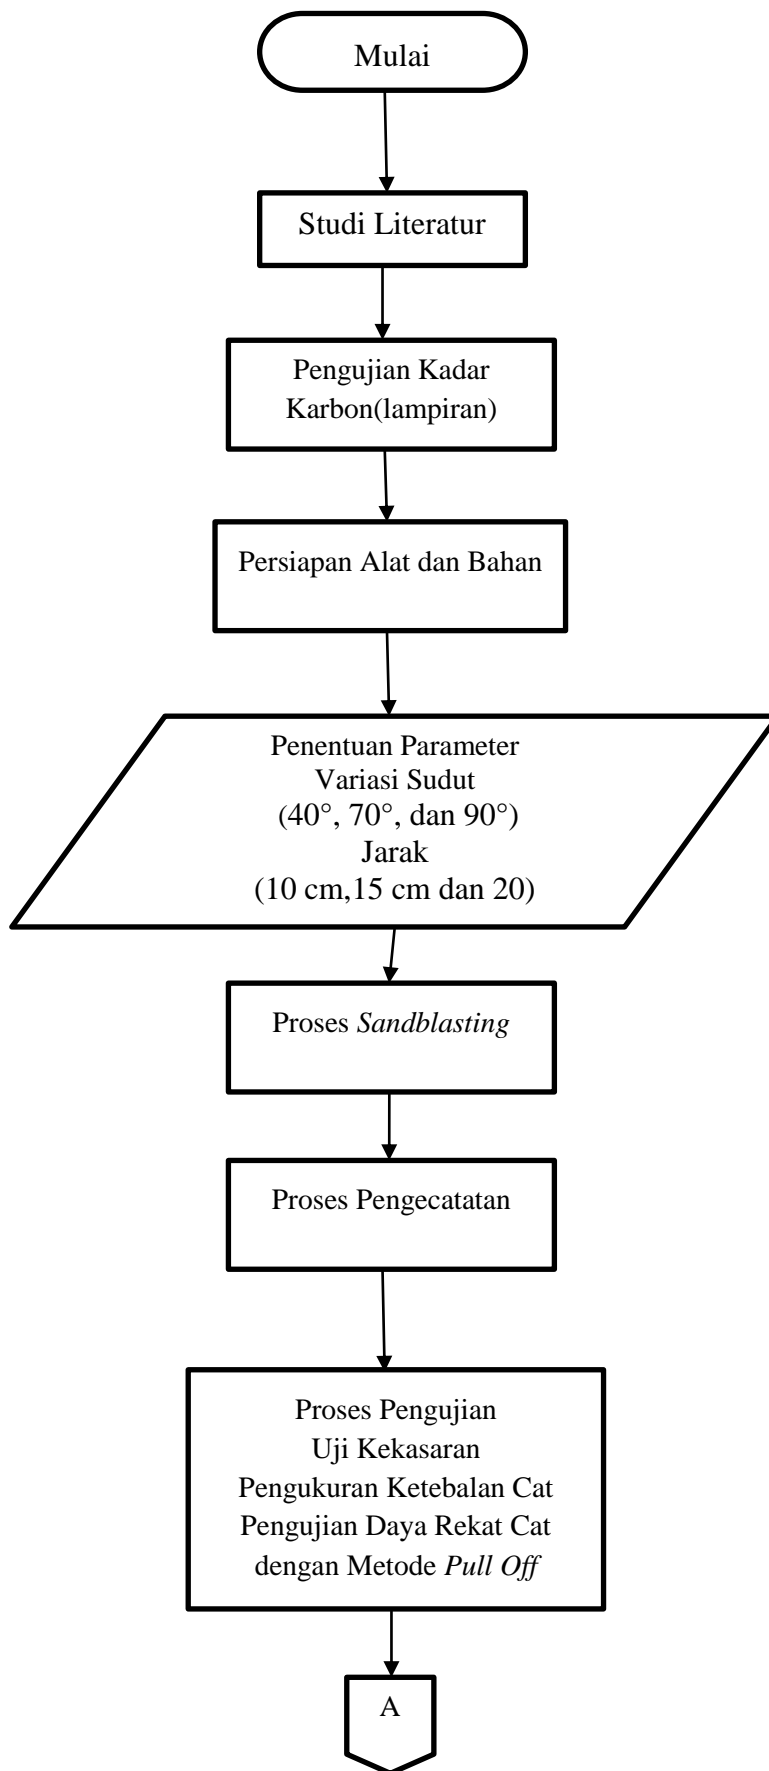 Mulai
Studi Literatur
Pengujian Kadar
Karbon(lampiran)
Persiapan Alat dan Bahan
Penentuan Parameter
Variasi Sudut
(40°, 70°, dan 90°)
Jarak
(10 cm,15 cm dan 20)
Proses Sandblasting
Proses Pengecatatan
Proses Pengujian
Uji Kekasaran
Pengukuran Ketebalan Cat
Pengujian Daya Rekat Cat
dengan Metode Pull Off
A